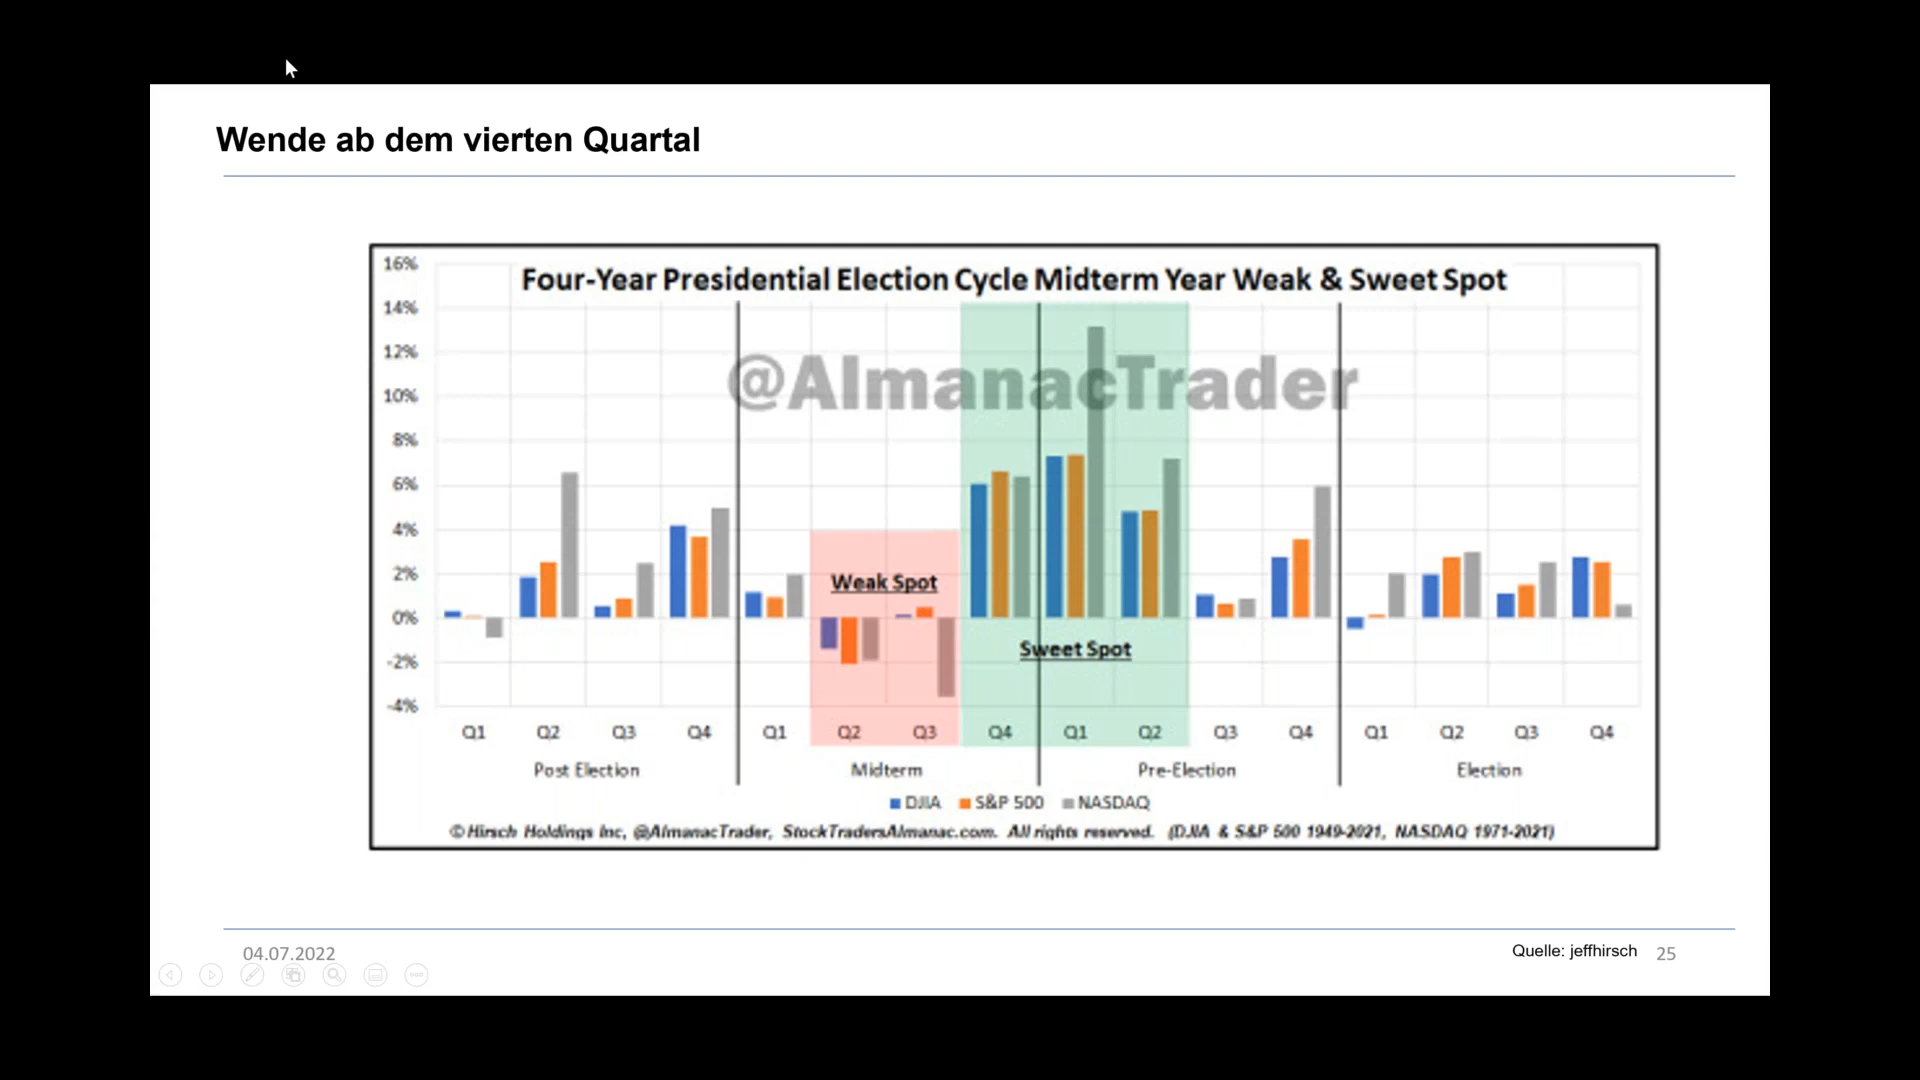 Wende ab dem vierten Quartal
Four-Year Presidential Election Cycle Midterm Year Weak & Sweet Spot
16%
14%
12%
10%
8%
6%
4%
2%
0%
-2%
-4%
@AlmanacTrader
Weak Spot
Sweet Spot
Q1 Q2 Q3 Q4 Q1 Q2 Q3 Q4 Q1 Q2 Q3 Q4 Q1 Q2 Q3 Q4
Post Election Midterm Pre-Election Election
DJIA S&P 500 NASDAQ
© Hirsch Holdings Inc, @AlmanacTrader, StockTradersAlmanac.com. All rights reserved. (DJIA & S&P 500 1949-2021, NASDAQ 1971-2021)
04.07.2022
Quelle: jeffhirsch 25